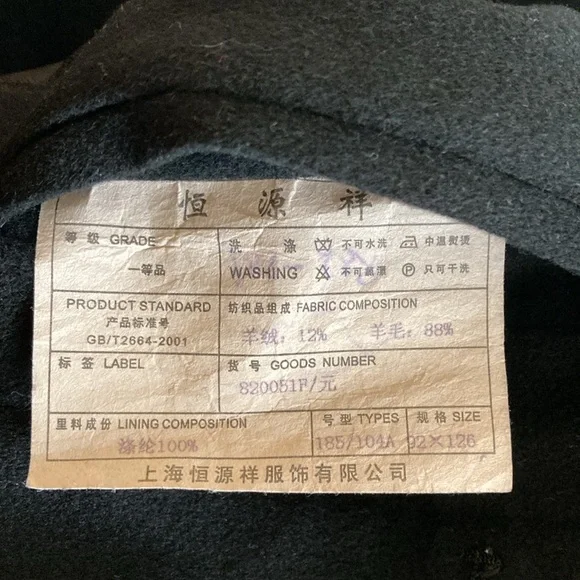 恒源祥
等级 GRADE
一等品
洗涤 不可水洗 中温熨烫
WASHING 不可氯漂 只可干洗
PRODUCT STANDARD
产品标准号
GB/T2664-2001
纺织品组成 FABRIC COMPOSITION
羊绒：12% 羊毛：88%
标签 LABEL
货号 GOODS NUMBER
820051F/元
里料成份 LINING COMPOSITION
涤纶100%
号型 TYPES
185/104A
规格 SIZE
92×126
上海恒源祥服饰有限公司